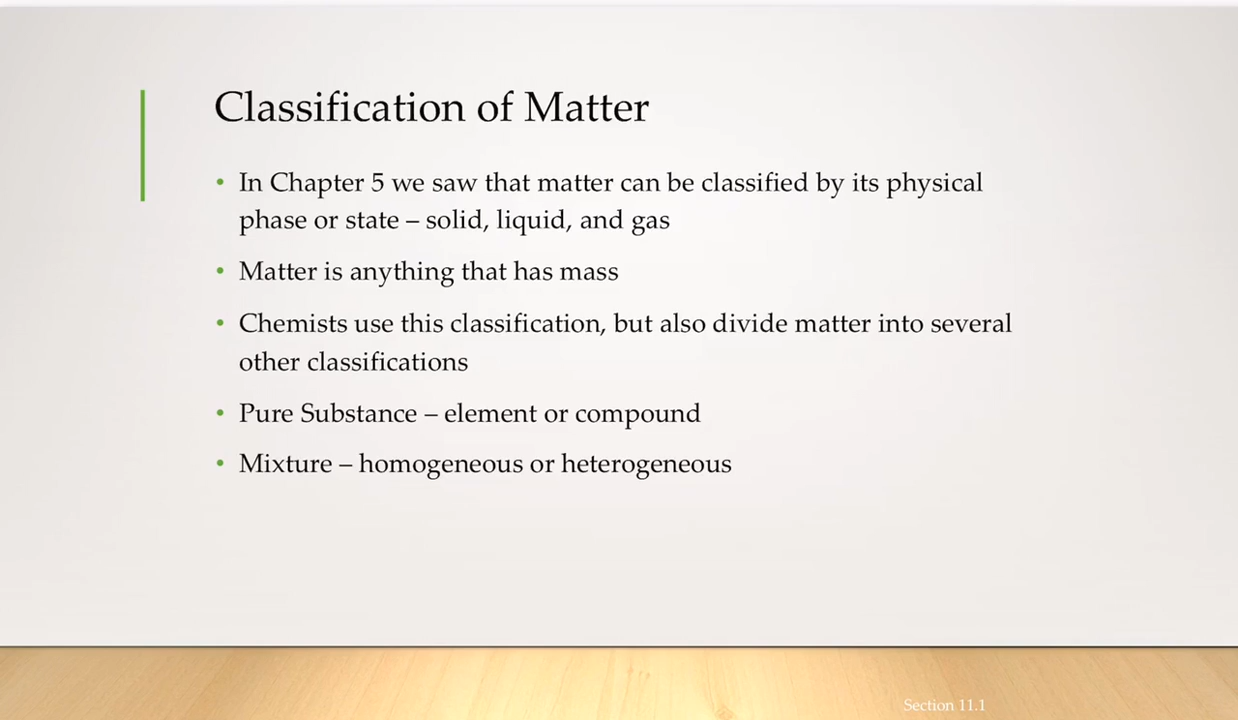 Classification of Matter
• In Chapter 5 we saw that matter can be classified by its physical
phase or state – solid, liquid, and gas
• Matter is anything that has mass
• Chemists use this classification, but also divide matter into several
other classifications
• Pure Substance – element or compound
• Mixture – homogeneous or heterogeneous
Section 11.1